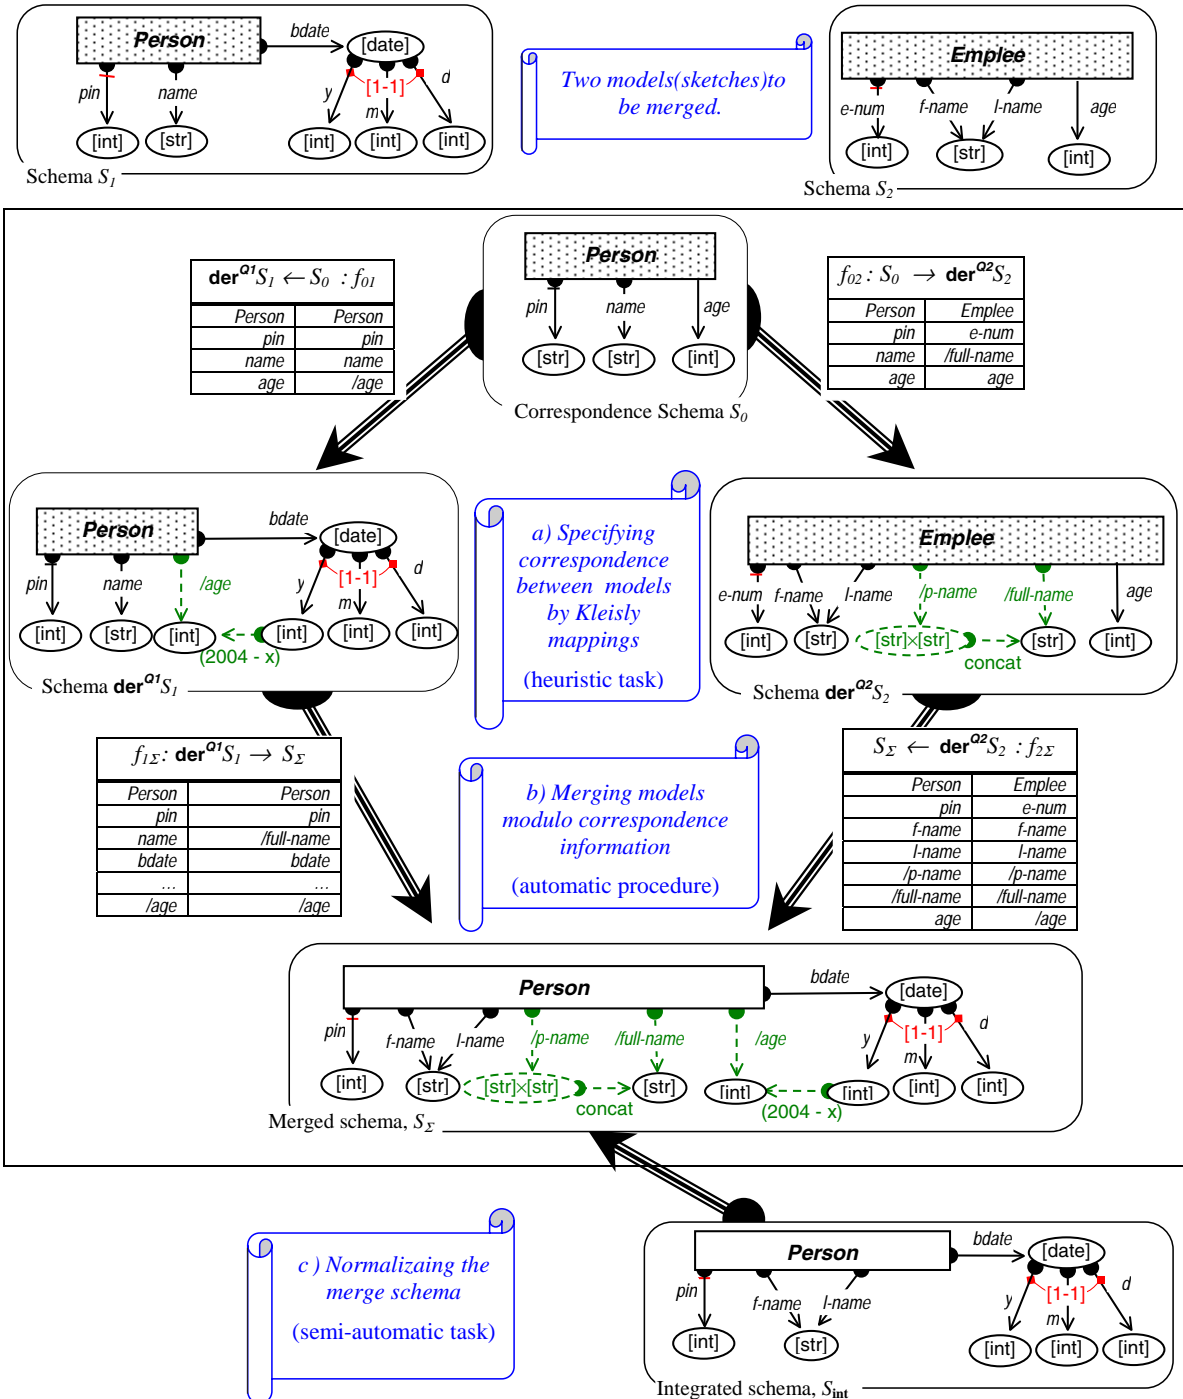 Person
bdate
[date]
pin
name
y
[1-1]
m
d
[int]
[str]
[int]
[int]
[int]
Schema S1
Two models(sketches)to
be merged.
Emplee
e-num
f-name
l-name
age
[int]
[str]
[int]
Schema S2
der^Q1 S1 ← S0 : f01
Person Person
pin pin
name name
age /age
Person
pin
name
age
[str]
[str]
[int]
Correspondence Schema S0
f02 : S0 → der^Q2 S2
Person Emplee
pin e-num
name /full-name
age age
Person
bdate
[date]
pin
name
/age
y
[1-1]
m
d
[int]
[str]
[int]
[int]
[int]
[int]
(2004 - x)
Schema der^Q1 S1
a) Specifying
correspondence
between models
by Kleisly
mappings
(heuristic task)
Emplee
e-num
f-name
l-name
/p-name
/full-name
age
[int]
[str]
[str]×[str]
concat
[str]
[int]
Schema der^Q2 S2
f1Σ : der^Q1 S1 → SΣ
Person Person
pin pin
name /full-name
bdate bdate
... ...
/age /age
b) Merging models
modulo correspondence
information
(automatic procedure)
SΣ ← der^Q2 S2 : f2Σ
Person Emplee
pin e-num
f-name f-name
l-name l-name
/p-name /p-name
/full-name /full-name
age /age
Person
bdate
[date]
pin
f-name
l-name
/p-name
/full-name
/age
y
[1-1]
m
d
[int]
[str]
[str]×[str]
concat
[str]
[int]
(2004 - x)
[int]
[int]
[int]
Merged schema, SΣ
c ) Normalizaing the
merge schema
(semi-automatic task)
Person
bdate
[date]
pin
f-name
l-name
y
[1-1]
m
d
[int]
[str]
[int]
[int]
[int]
Integrated schema, Sint